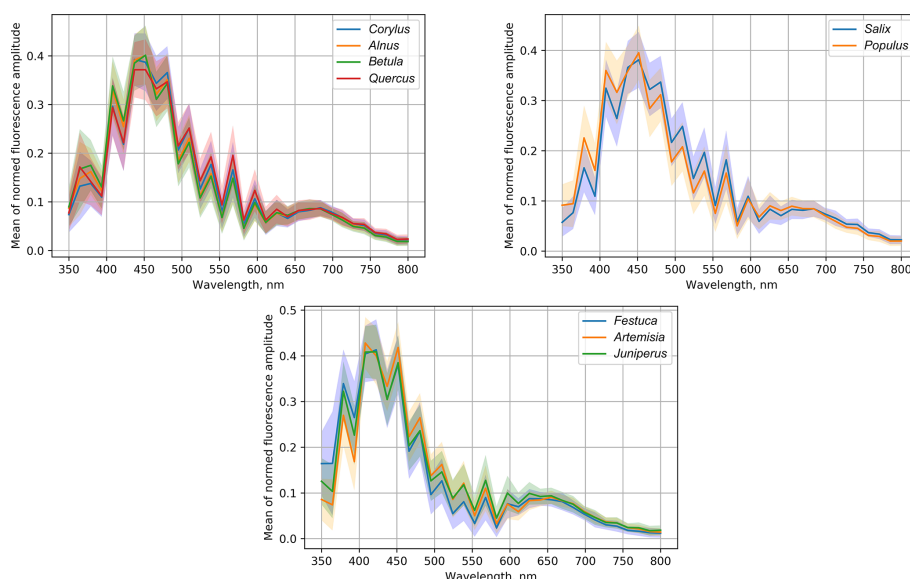 Mean of normed fluorescence amplitude
0.4
0.3
0.2
0.1
0.0
350 400 450 500 550 600 650 700 750 800
Wavelength, nm
Corylus
Alnus
Betula
Quercus
Mean of normed fluorescence amplitude
0.4
0.3
0.2
0.1
0.0
350 400 450 500 550 600 650 700 750 800
Wavelength, nm
Salix
Populus
Mean of normed fluorescence amplitude
0.5
0.4
0.3
0.2
0.1
0.0
350 400 450 500 550 600 650 700 750 800
Wavelength, nm
Festuca
Artemisia
Juniperus